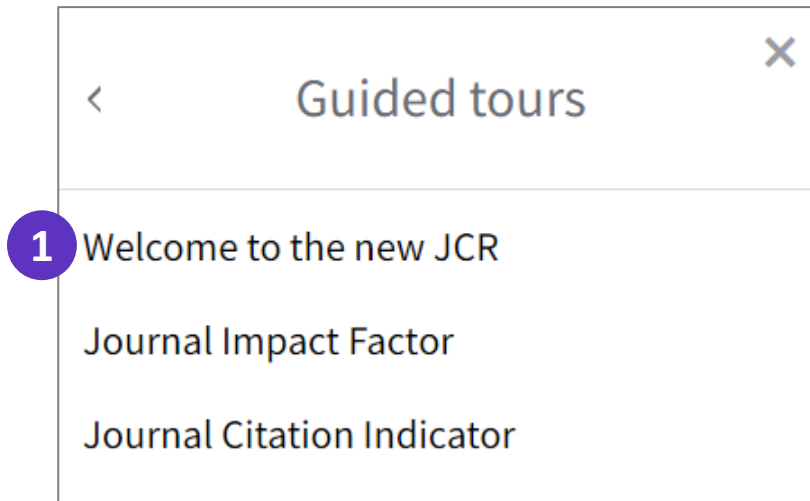 Guided tours
1 Welcome to the new JCR
Journal Impact Factor
Journal Citation Indicator